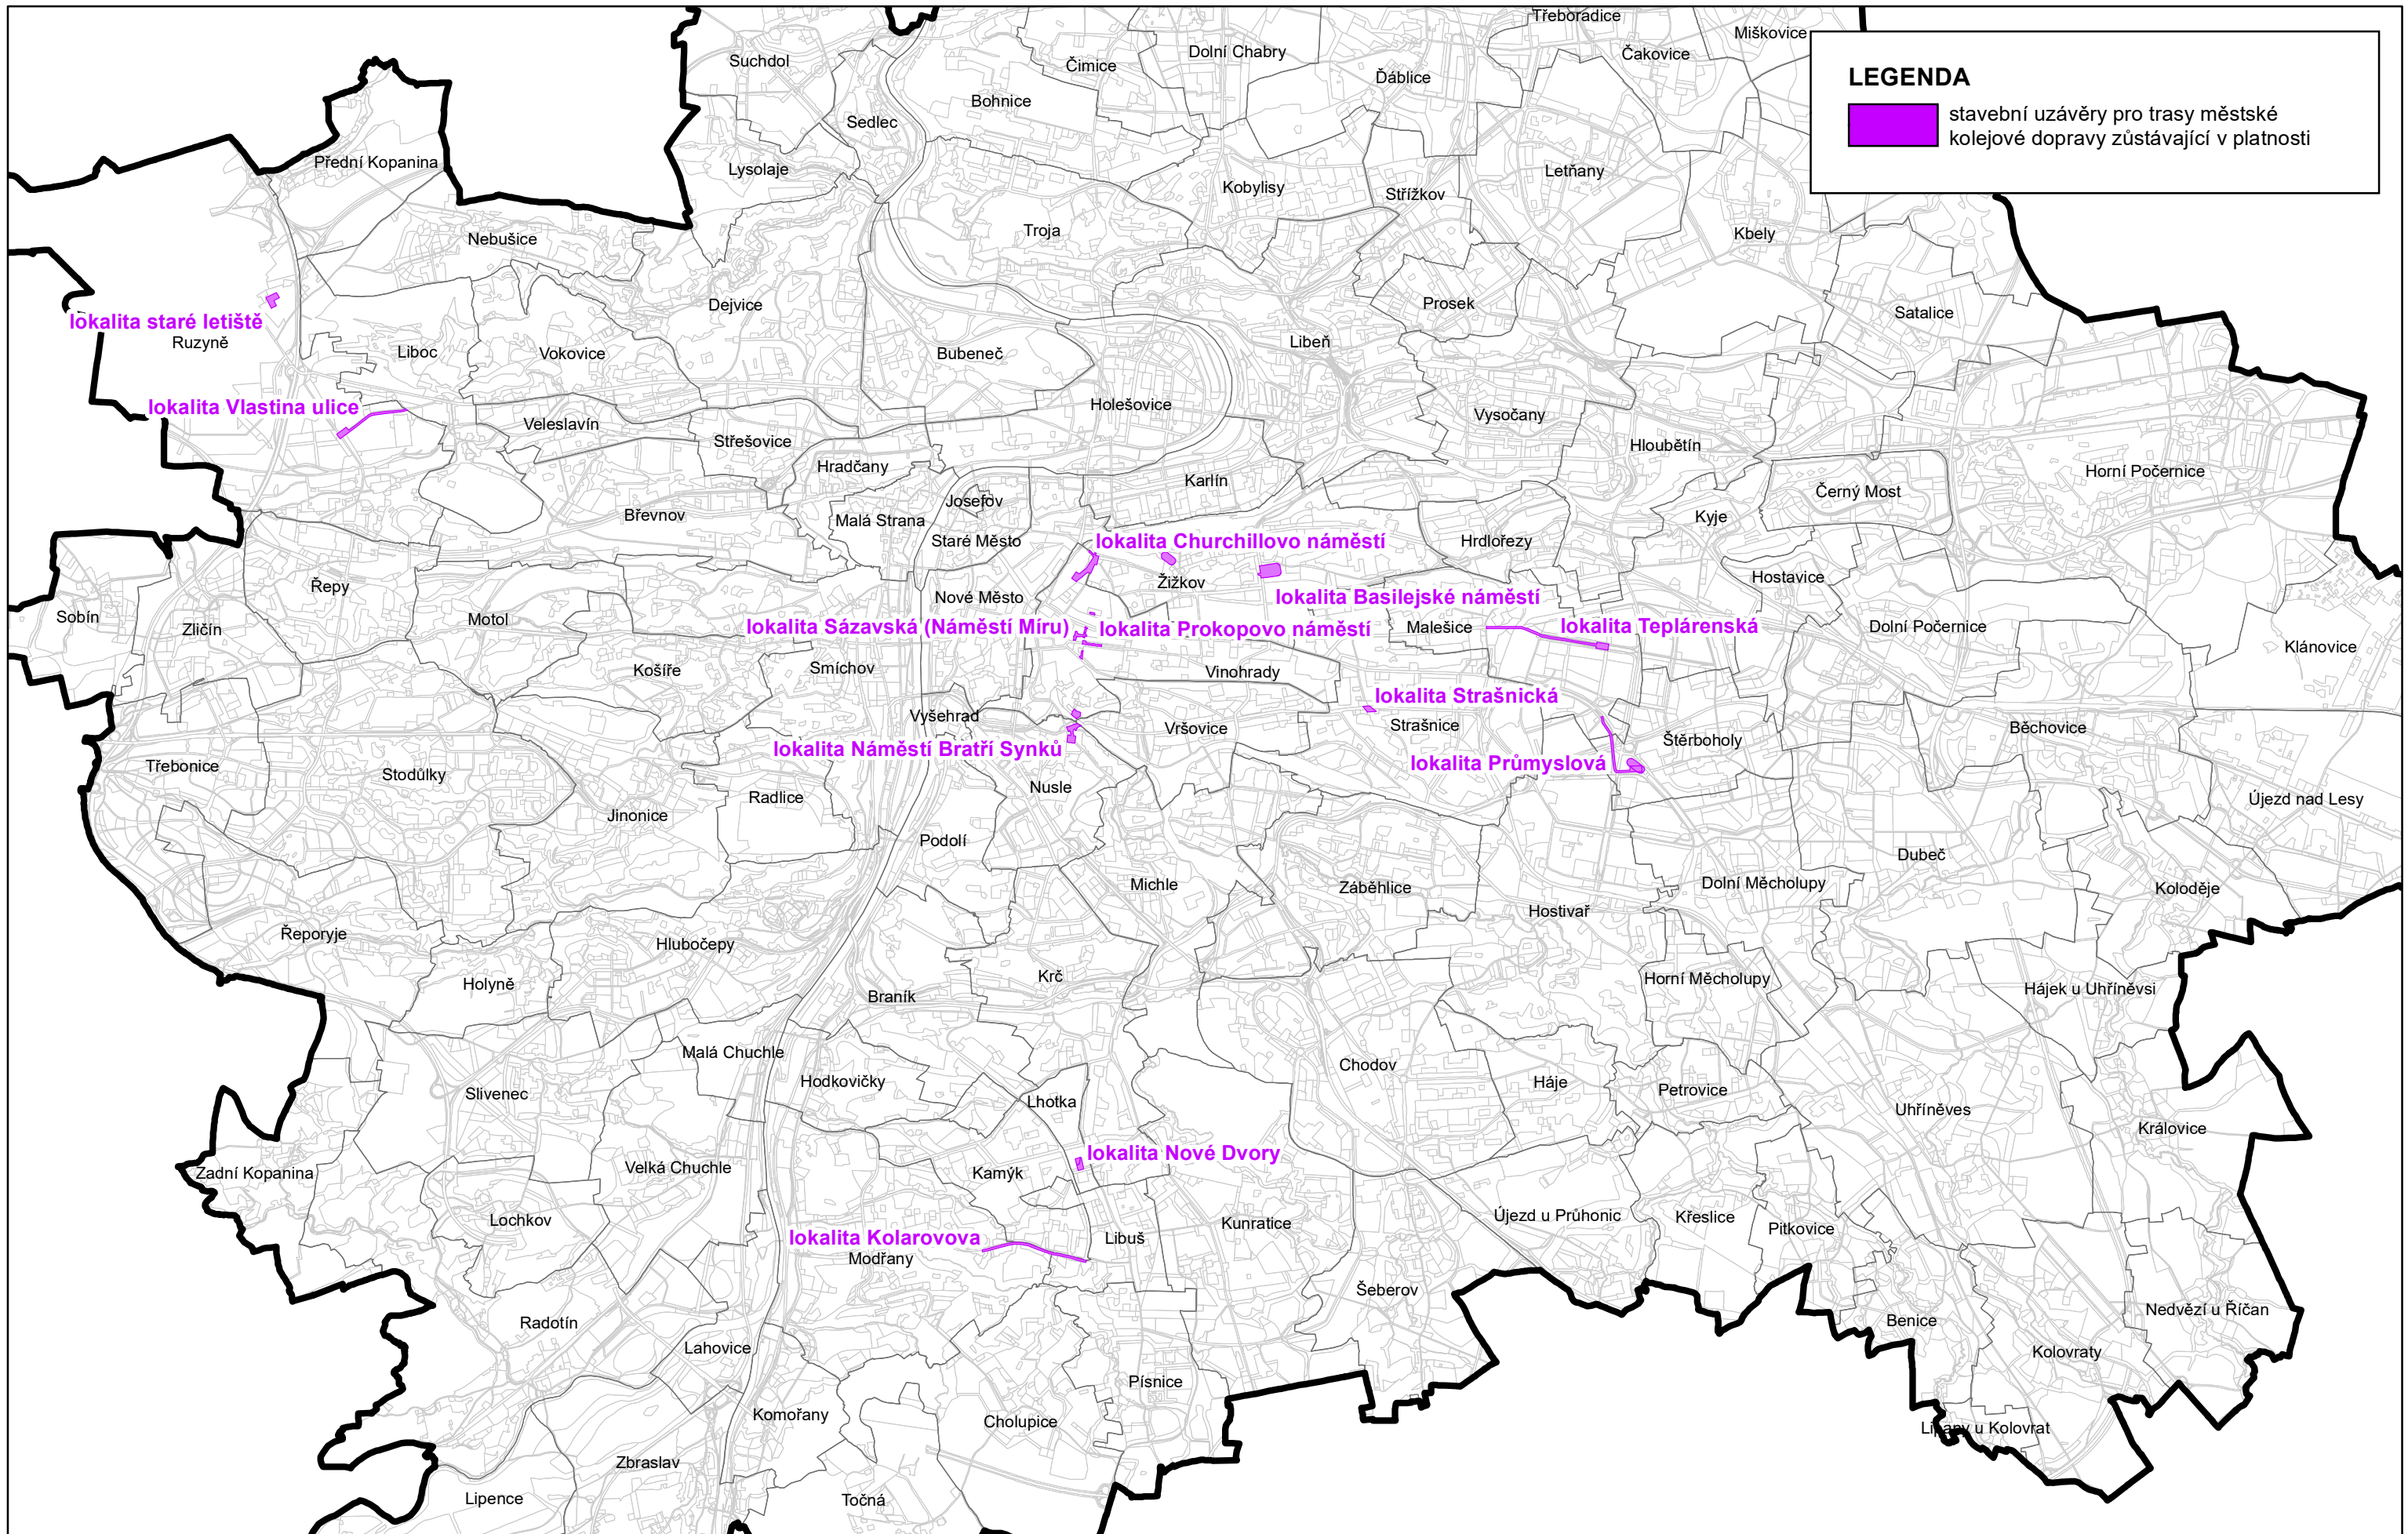 Třeboradice
Miškovice
Suchdol
Čimice
Dolní Chabry
Čakovice
Ďáblice
LEGENDA
stavební uzávěry pro trasy městské
kolejové dopravy zůstávající v platnosti
Bohnice
Sedlec
Přední Kopanina
Lysolaje
Letňany
Kobylisy
Střížkov
Troja
Kbely
Nebušice
Dejvice
Prosek
Satalice
lokalita staré letiště
Ruzyně
Liboc
Vokovice
Bubeneč
Libeň
lokalita Vlastina ulice
Holešovice
Vysočany
Veleslavín
Střešovice
Hloubětín
Hradčany
Horní Počernice
Karlín
Černý Most
Josefov
Břevnov
Malá Strana
Kyje
Staré Město
lokalita Churchillovo náměstí
Hrdlořezy
Hostavice
Žižkov
Řepy
Nové Město
lokalita Basilejské náměstí
Sobín
Zličín
Motol
lokalita Sázavská (Náměstí Míru)
lokalita Prokopovo náměstí
Malešice
lokalita Teplárenská
Dolní Počernice
Klánovice
Košíře
Smíchov
Vinohrady
lokalita Strašnická
Vyšehrad
Vršovice
Strašnice
Štěrboholy
Běchovice
lokalita Náměstí Bratří Synků
lokalita Průmyslová
Třebonice
Stodůlky
Nusle
Radlice
Újezd nad Lesy
Jinonice
Podolí
Dubeč
Michle
Záběhlice
Dolní Měcholupy
Koloděje
Hostivař
Řeporyje
Hlubočepy
Krč
Horní Měcholupy
Holyně
Hájek u Uhříněvsi
Braník
Malá Chuchle
Chodov
Hodkovičky
Háje
Petrovice
Slivenec
Lhotka
Uhříněves
Královice
lokalita Nové Dvory
Velká Chuchle
Zadní Kopanina
Kamýk
Lochkov
Újezd u Průhonic
Křeslice
Kunratice
Pitkovice
lokalita Kolarovova
Libuš
Modřany
Šeberov
Nedvězí u Říčan
Radotín
Benice
Lahovice
Kolovraty
Písnice
Komořany
Cholupice
Lipany u Kolovrat
Zbraslav
Lipence
Točná